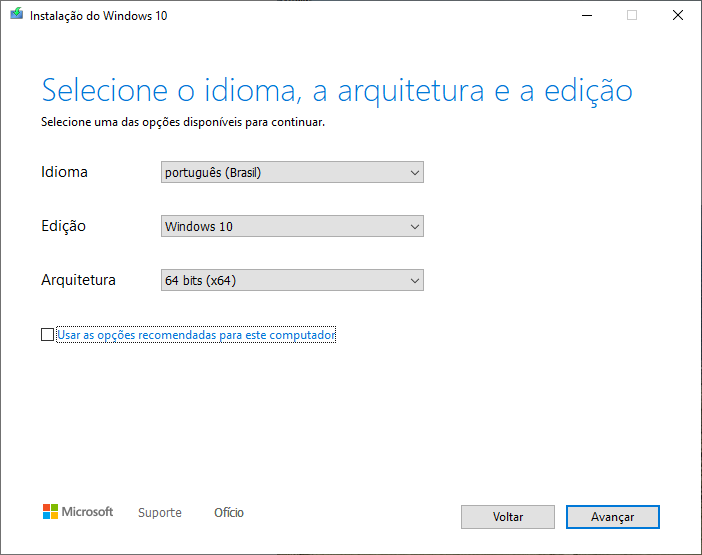 Instalação do Windows 10
Selecione o idioma, a arquitetura e a edição
Selecione uma das opções disponíveis para continuar.
Idioma português (Brasil)
Edição Windows 10
Arquitetura 64 bits (x64)
Usar as opções recomendadas para este computador
Microsoft Suporte Ofício Voltar Avançar